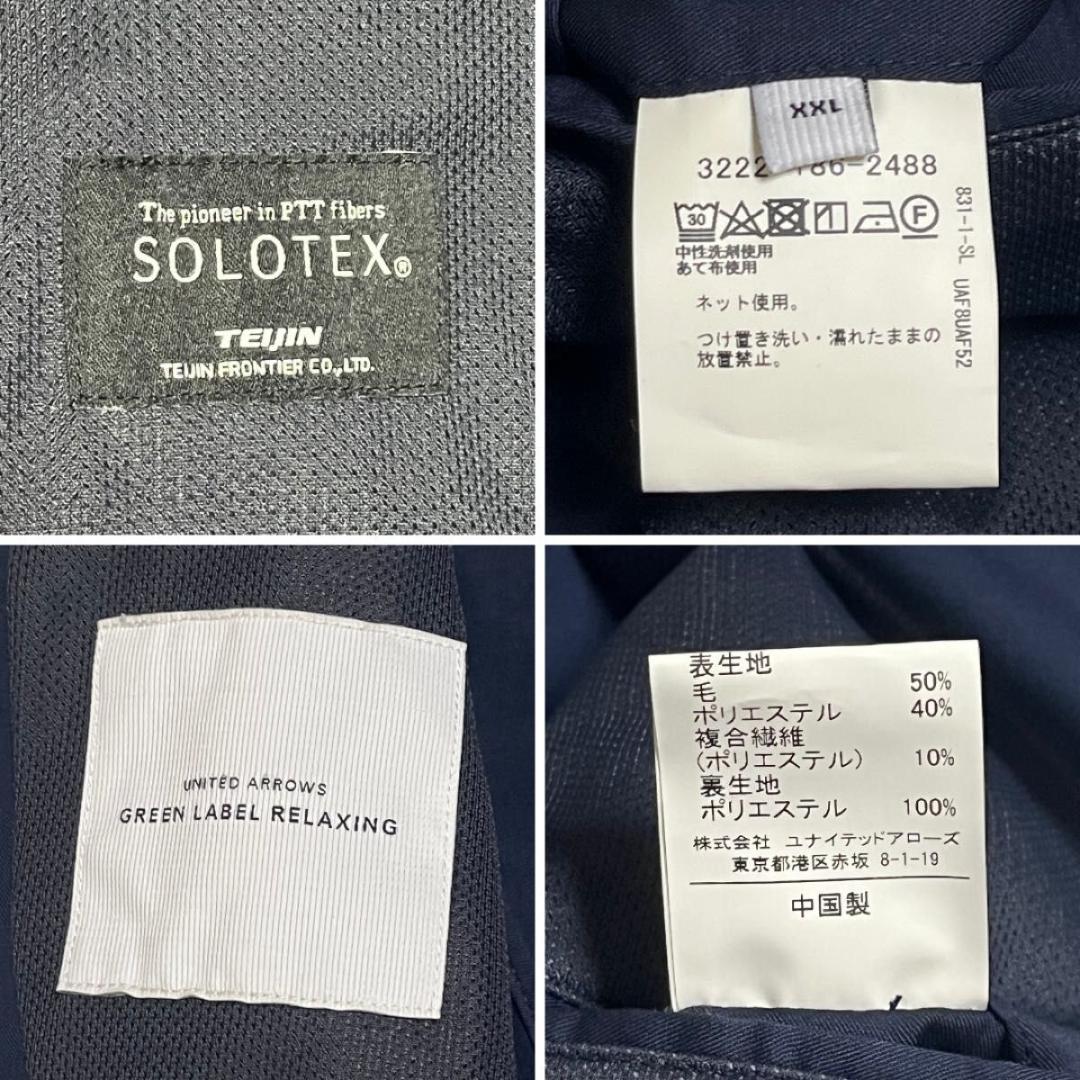 The pioneer in PTT fibers
SOLOTEX®
TEIJIN
TEIJIN FRONTIER CO.,LTD.
XXL
3222 186-2488
30
F
中性洗剤使用
あて布使用
ネット使用。
つけ置き洗い・濡れたままの
放置禁止。
831-1-SL UAF8UAF52
UNITED ARROWS
GREEN LABEL RELAXING
表生地
毛 50%
ポリエステル 40%
複合繊維
(ポリエステル) 10%
裏生地
ポリエステル 100%
株式会社 ユナイテッドアローズ
東京都港区赤坂 8-1-19
中国製